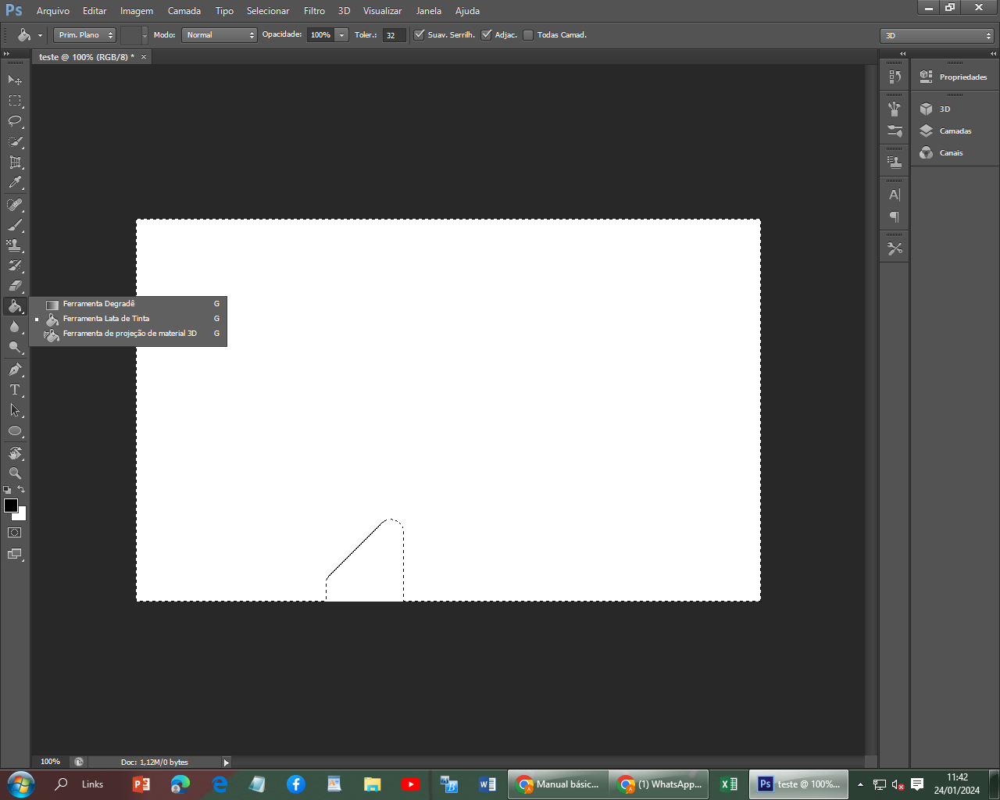 Ps Arquivo Editar Imagem Camada Tipo Selecionar Filtro 3D Visualizar Janela Ajuda
Prim. Plano Modo: Normal Opacidade: 100% Toler.: 32 Suav. Serrilh. Adjac. Todas Camad. 3D
teste @ 100% (RGB/8) * ×
Propriedades
3D
Camadas
Canais
Ferramenta Degradê G
Ferramenta Lata de Tinta G
Ferramenta de projeção de material 3D G
100% Doc: 1,12M/0 bytes
Links Manual básic... (1) WhatsApp... Ps teste @ 100%... 11:42
24/01/2024